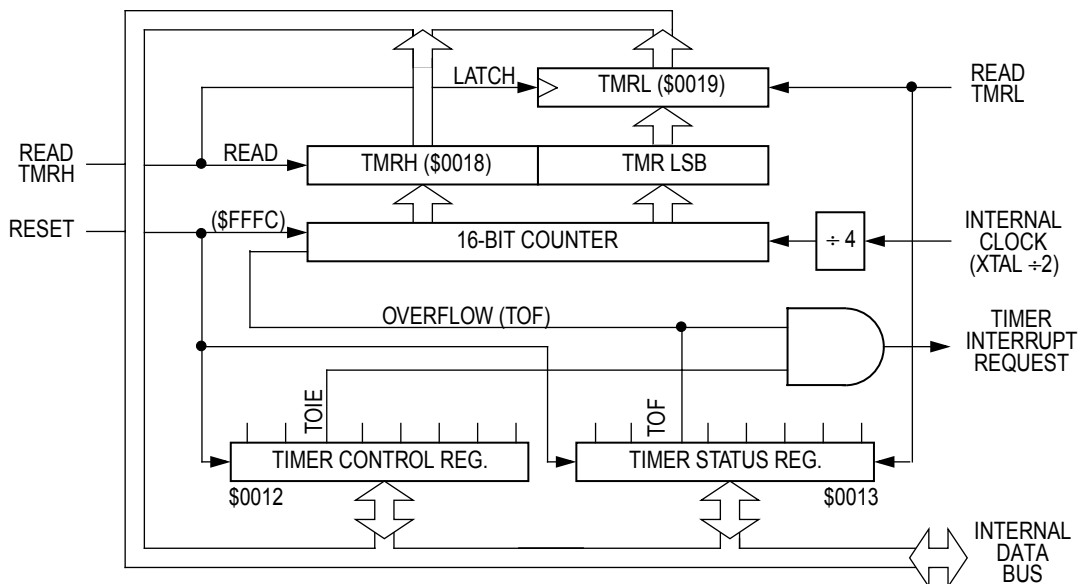 LATCH
TMRL ($0019)
READ
TMRL
READ
TMRH
READ
TMRH ($0018)
TMR LSB
RESET
($FFFC)
16-BIT COUNTER
÷ 4
INTERNAL
CLOCK
(XTAL ÷2)
OVERFLOW (TOF)
TIMER
INTERRUPT
REQUEST
TOIE
TOF
TIMER CONTROL REG.
TIMER STATUS REG.
$0012
$0013
INTERNAL
DATA
BUS